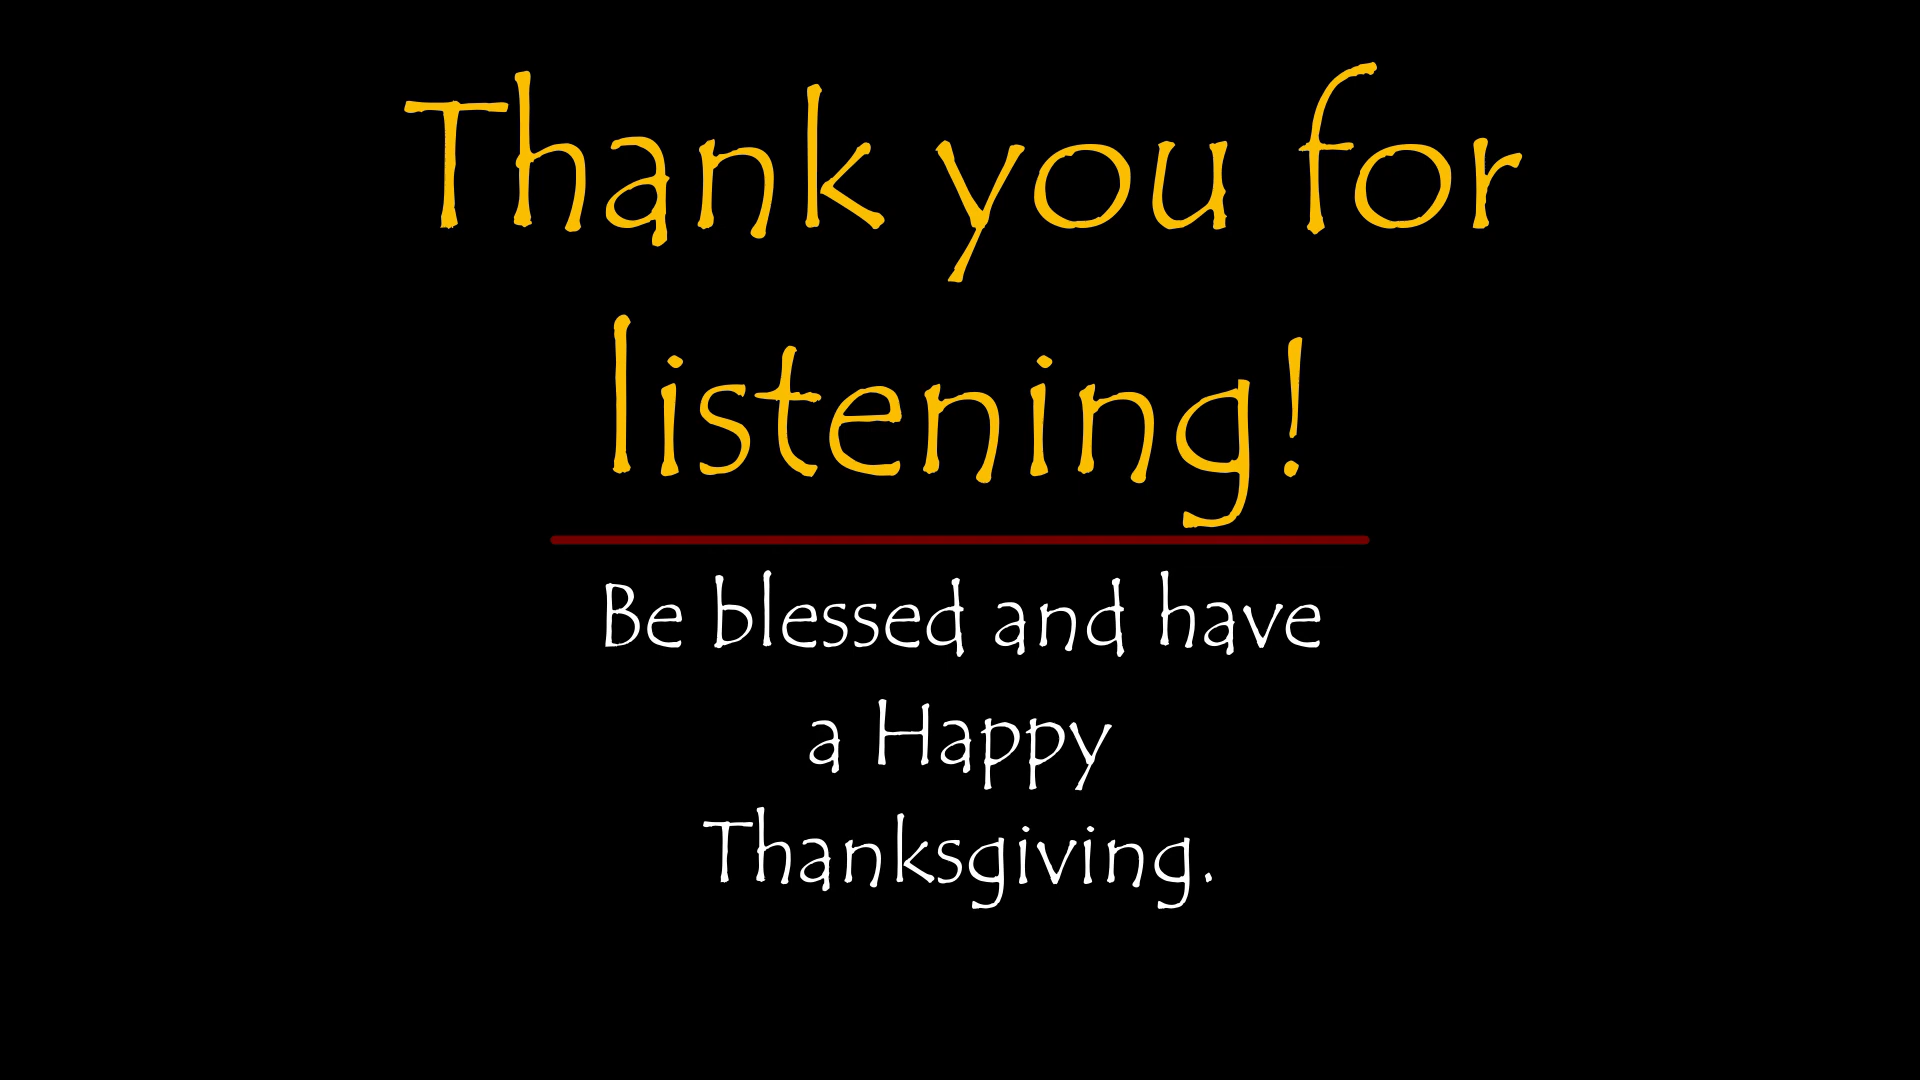 Thank you for
listening!
Be blessed and have
a Happy
Thanksgiving.